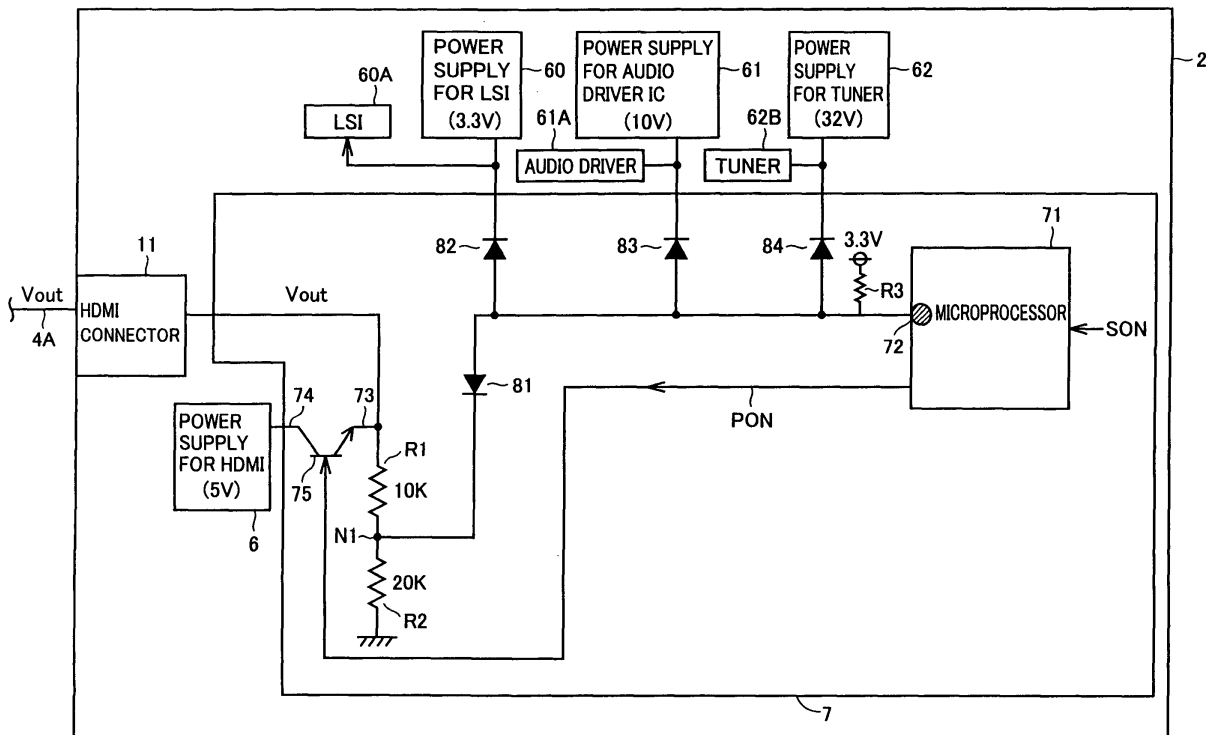 POWER
SUPPLY
for LSI
(3.3V)
60
POWER SUPPLY
FOR AUDIO
DRIVER IC
(10V)
61
POWER
SUPPLY
FOR TUNER
(32V)
62
2
60A
LSI
61A
AUDIO DRIVER
62B
TUNER
11
82
83
84
3.3V
71
R3
Vout
4A
HDMI
CONNECTOR
Vout
72
MICROPROCESSOR
SON
81
PON
74
73
POWER
SUPPLY
FOR HDMI
(5V)
75
R1
10K
6
N1
20K
R2
7